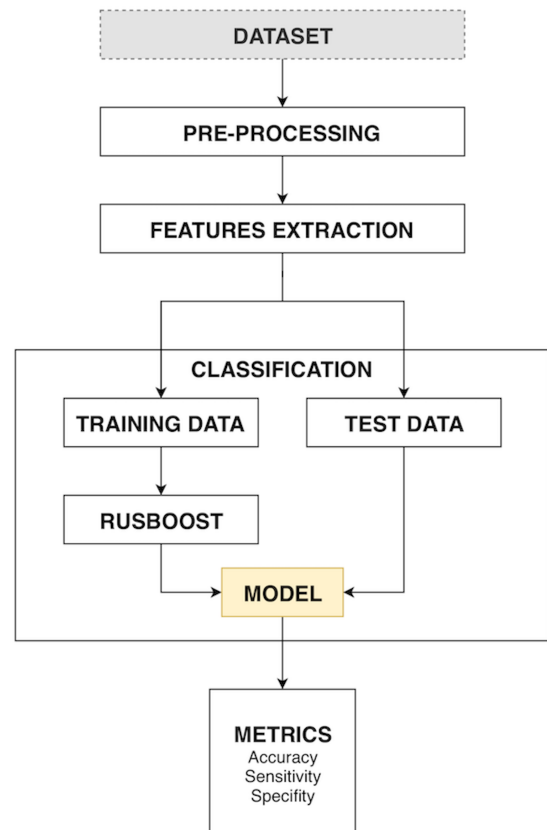 DATASET
PRE-PROCESSING
FEATURES EXTRACTION
CLASSIFICATION
TRAINING DATA
TEST DATA
RUSBOOST
MODEL
METRICS
Accuracy
Sensitivity
Specifity